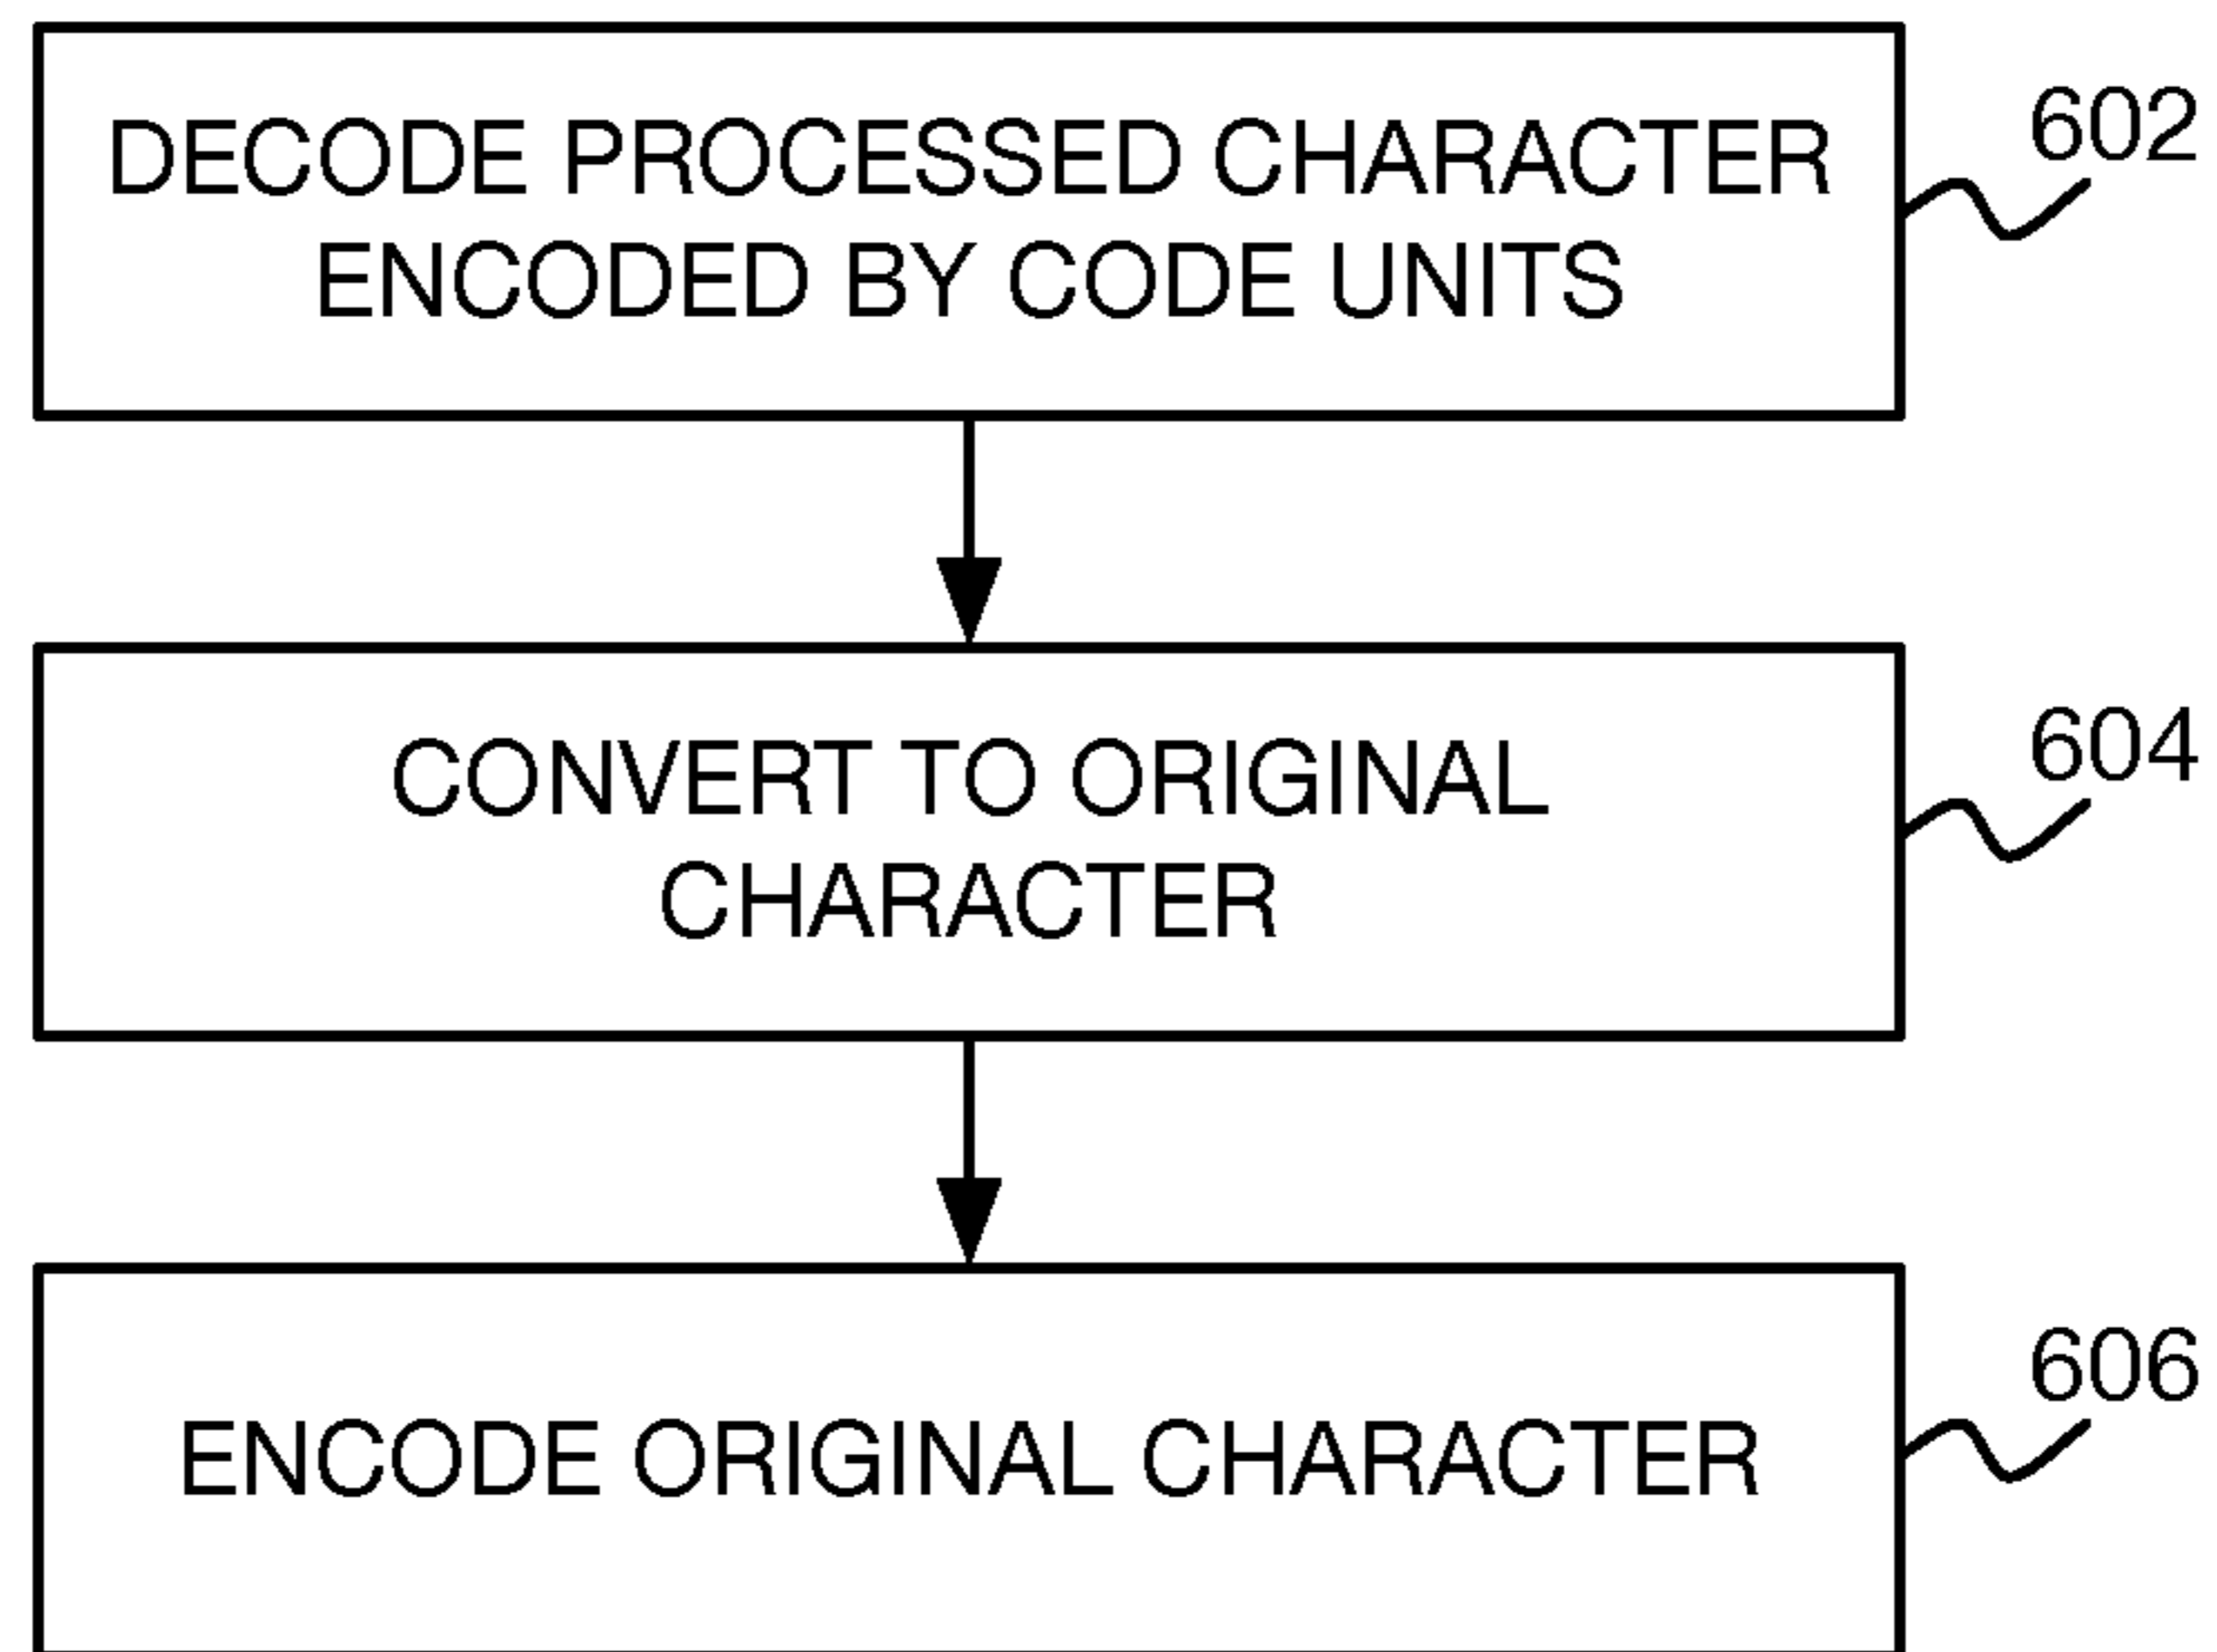 DECODE PROCESSED CHARACTER
ENCODED BY CODE UNITS
602
CONVERT TO ORIGINAL
CHARACTER
604
ENCODE ORIGINAL CHARACTER
606